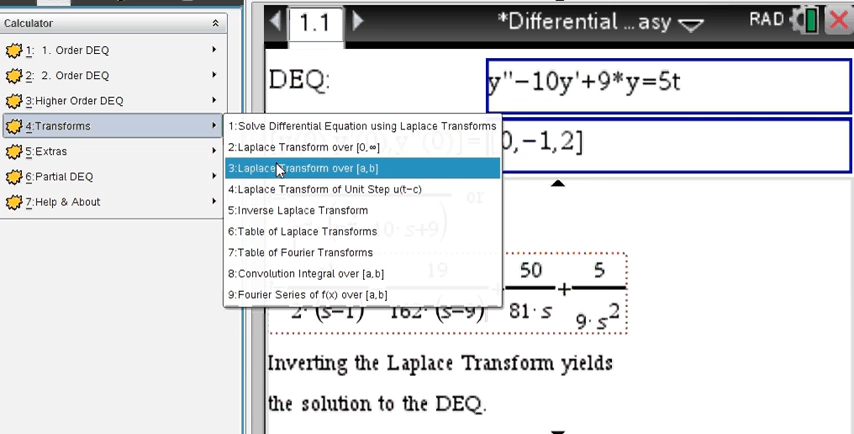 Calculator
1: 1. Order DEQ
2: 2. Order DEQ
3:Higher Order DEQ
4:Transforms
5:Extras
6:Partial DEQ
7:Help & About
1:Solve Differential Equation using Laplace Transforms
2:Laplace Transform over [0,∞]
3:Laplace Transform over [a,b]
4:Laplace Transform of Unit Step u(t-c)
5:Inverse Laplace Transform
6:Table of Laplace Transforms
7:Table of Fourier Transforms
8:Convolution Integral over [a,b]
9:Fourier Series of f(x) over [a,b]
1.1
*Differential ...asy
RAD
DEQ:
y''−10y'+9*y=5t
0,−1,2]
or
19 50 5
2·(s−1) 162·(s−9) + 81·s + 9·s²
Inverting the Laplace Transform yields
the solution to the DEQ.